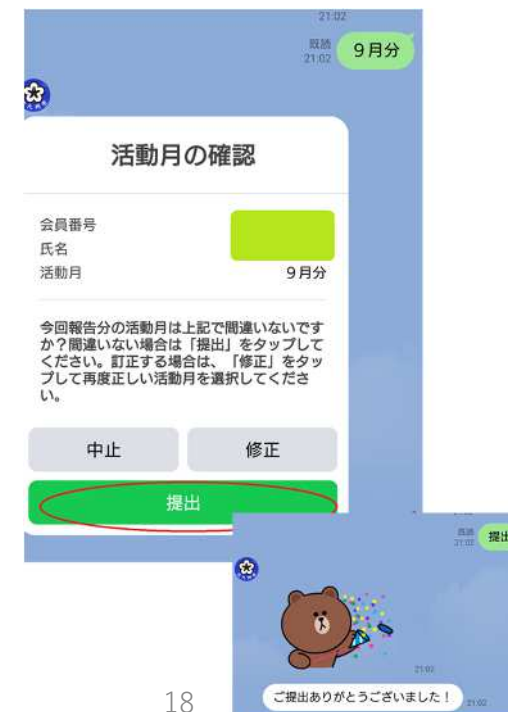 21:02
既読
21:02
９月分
活動月の確認
会員番号
氏名
活動月
９月分
今回報告分の活動月は上記で間違いないです
か？間違いない場合は「提出」をタップして
ください。訂正する場合は、「修正」をタッ
プして再度正しい活動月を選択してくださ
い。
中止
修正
提出
既読
21:02
提出
21:02
ご提出ありがとうございました！
21:02
18